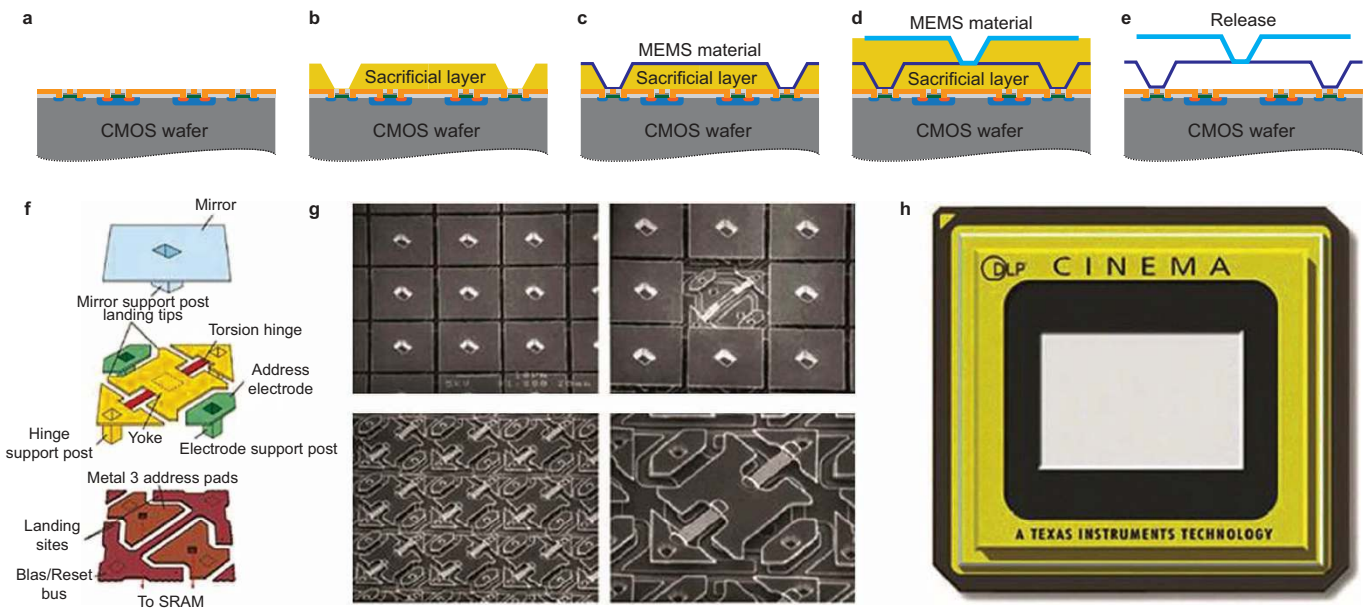 a
CMOS wafer
b
Sacrificial layer
CMOS wafer
c
MEMS material
Sacrificial layer
CMOS wafer
d
MEMS material
Sacrificial layer
CMOS wafer
e
Release
CMOS wafer
f
Mirror
Mirror support post
landing tips
Torsion hinge
Address
electrode
Hinge
support post
Yoke
Electrode support post
Metal 3 address pads
Landing
sites
Blas/Reset
bus
To SRAM
g
h
DLP CINEMA
A TEXAS INSTRUMENTS TECHNOLOGY